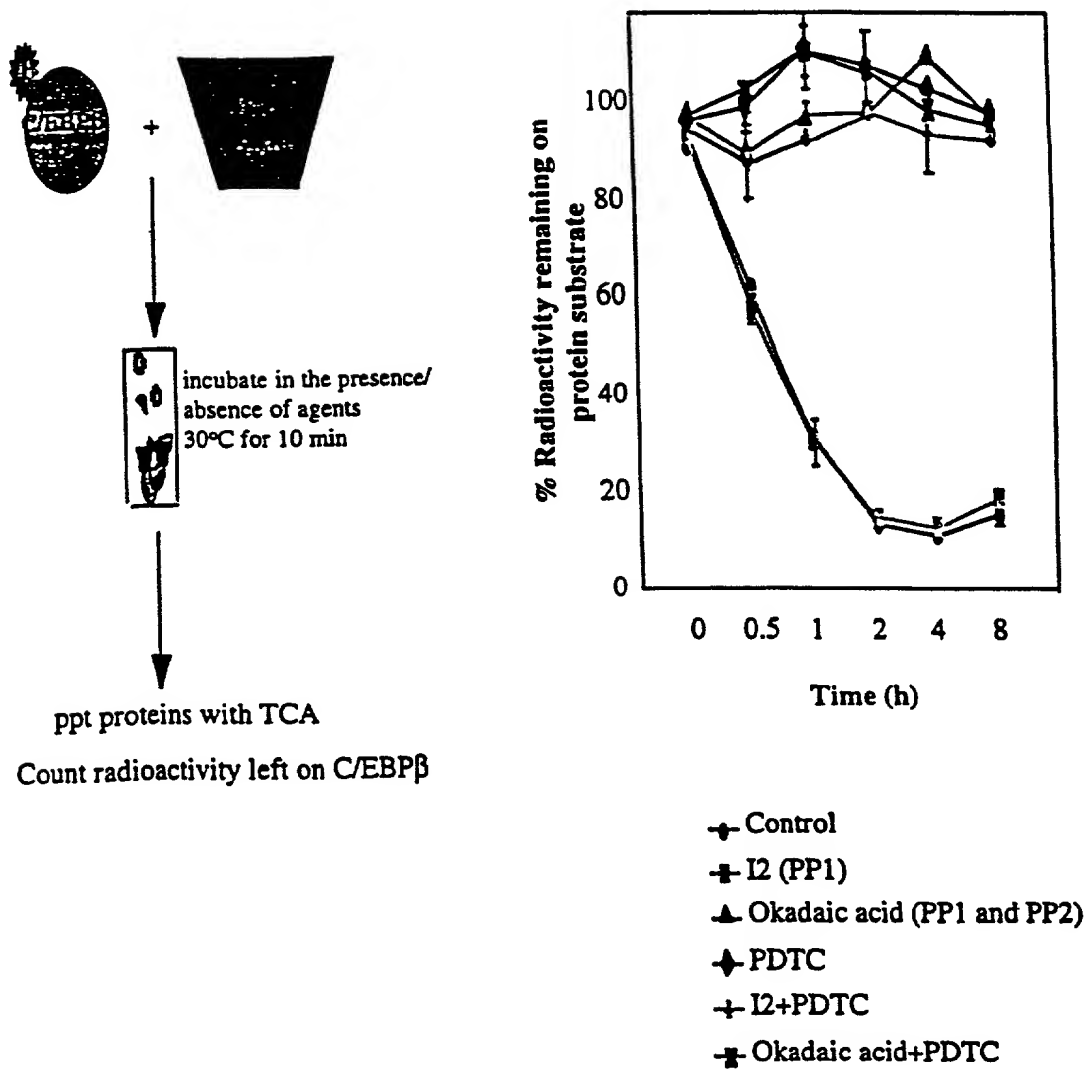 C/EBPβ
+
incubate in the presence/
absence of agents
30°C for 10 min
ppt proteins with TCA
Count radioactivity left on C/EBPβ
% Radioactivity remaining on
protein substrate
100
80
60
40
20
0
0 0.5 1 2 4 8
Time (h)
Control
I2 (PP1)
Okadaic acid (PP1 and PP2)
PDTC
I2+PDTC
Okadaic acid+PDTC